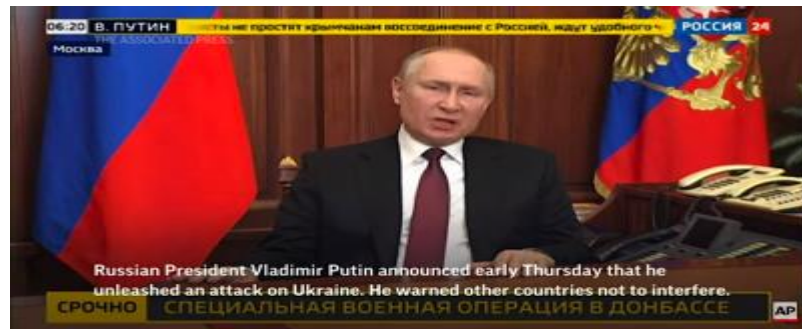 06:20 В. ПУТИН сты не простят крымчанам воссоединение с Россией, ждут удобного ч РОССИЯ 24
THE ASSOCIATED PRESS
Москва
Russian President Vladimir Putin announced early Thursday that he
unleashed an attack on Ukraine. He warned other countries not to interfere.
СРОЧНО СПЕЦИАЛЬНАЯ ВОЕННАЯ ОПЕРАЦИЯ В ДОНБАССЕ
AP